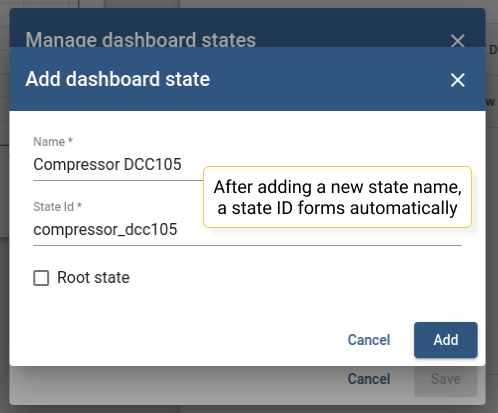 Manage dashboard states
Add dashboard state
Name *
Compressor DCC105
After adding a new state name,
a state ID forms automatically
State Id *
compressor_dcc105
Root state
Cancel
Add
Cancel
Save
D
w